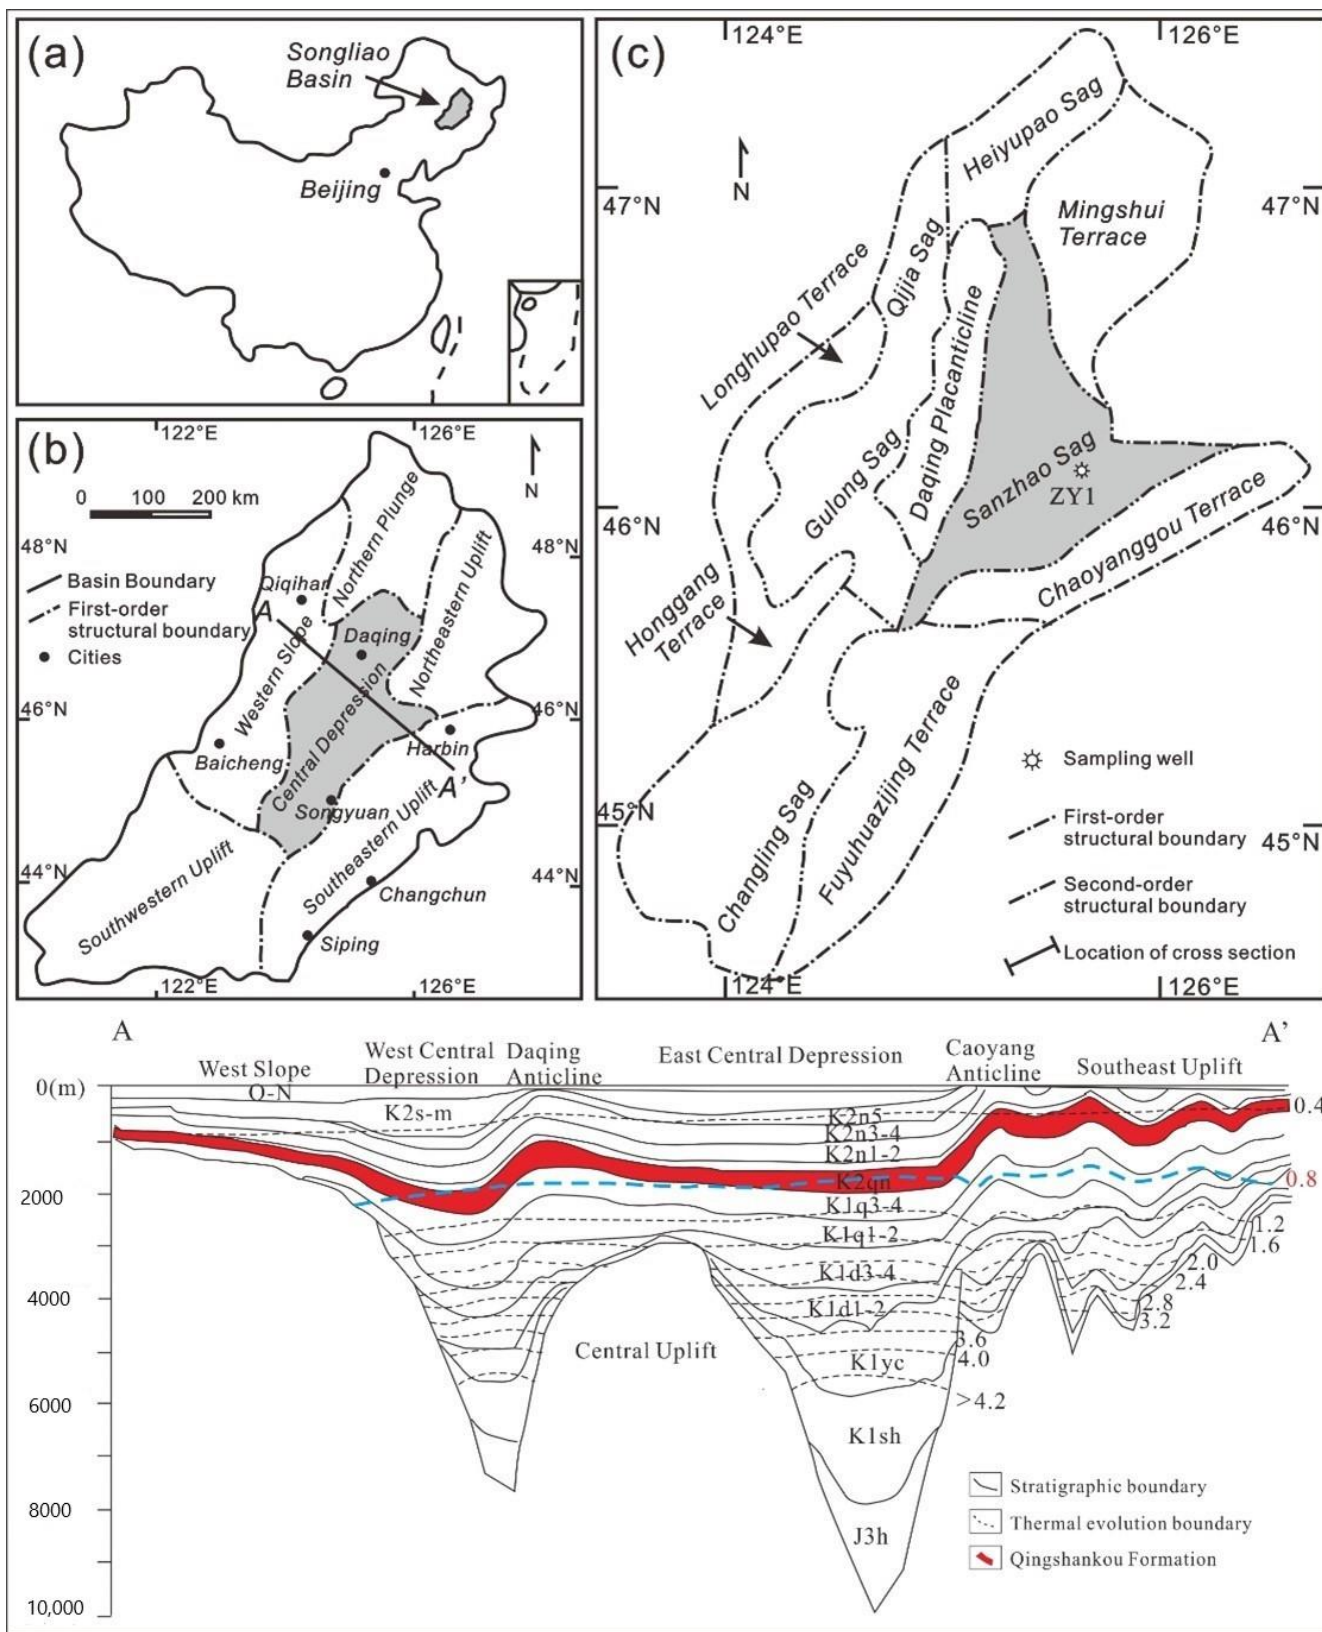 (a)
Songliao
Basin
Beijing
(b)
122°E
126°E
N
0 100 200 km
48°N
48°N
Basin Boundary
First-order
structural boundary
Cities
Qiqihar
Northern Plunge
Northeastern Uplift
A
Daqing
Western Slope
Central Depression
46°N
46°N
Harbin
Baicheng
A'
Songyuan
Southeastern Uplift
Southwestern Uplift
44°N
44°N
Changchun
Siping
122°E
126°E
(c)
124°E
126°E
N
Heiyupao Sag
47°N
47°N
Mingshui
Terrace
Qijia Sag
Longhupao Terrace
Daqing Placanticline
Gulong Sag
Sanzhao Sag
ZY1
46°N
46°N
Chaoyanggou Terrace
Honggang
Terrace
Fuyuhuazijing Terrace
Changling Sag
Sampling well
45°N
First-order
structural boundary
45°N
Second-order
structural boundary
Location of cross section
124°E
126°E
A
A'
West Slope
West Central
Depression
Daqing
Anticline
East Central Depression
Caoyang
Anticline
Southeast Uplift
0(m)
Q-N
K2s-m
K2n5
0.4
K2n3-4
K2n1-2
K2qn
0.8
2000
K1q3-4
1.2
K1q1-2
1.6
2.0
K1d3-4
2.4
4000
K1d1-2
2.8
3.2
3.6
Central Uplift
K1yc
4.0
6000
>4.2
K1sh
Stratigraphic boundary
8000
J3h
Thermal evolution boundary
Qingshankou Formation
10,000